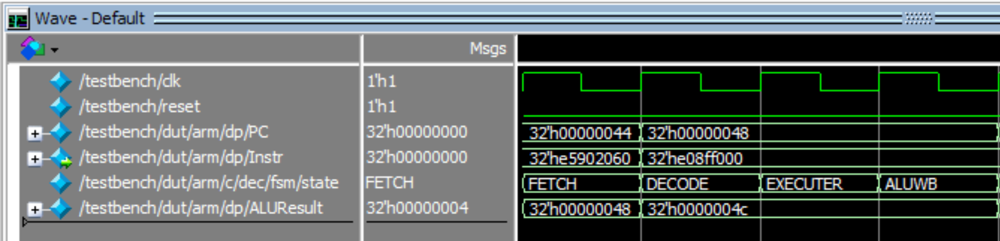 Wave - Default
Msgs
/testbench/clk 1'h1
/testbench/reset 1'h1
/testbench/dut/arm/dp/PC 32'h00000000 32'h00000044 32'h00000048
/testbench/dut/arm/dp/Instr 32'h00000000 32'he5902060 32'he08ff000
/testbench/dut/arm/c/dec/fsm/state FETCH FETCH DECODE EXECUTER ALUWB
/testbench/dut/arm/dp/ALUResult 32'h00000004 32'h00000048 32'h0000004c